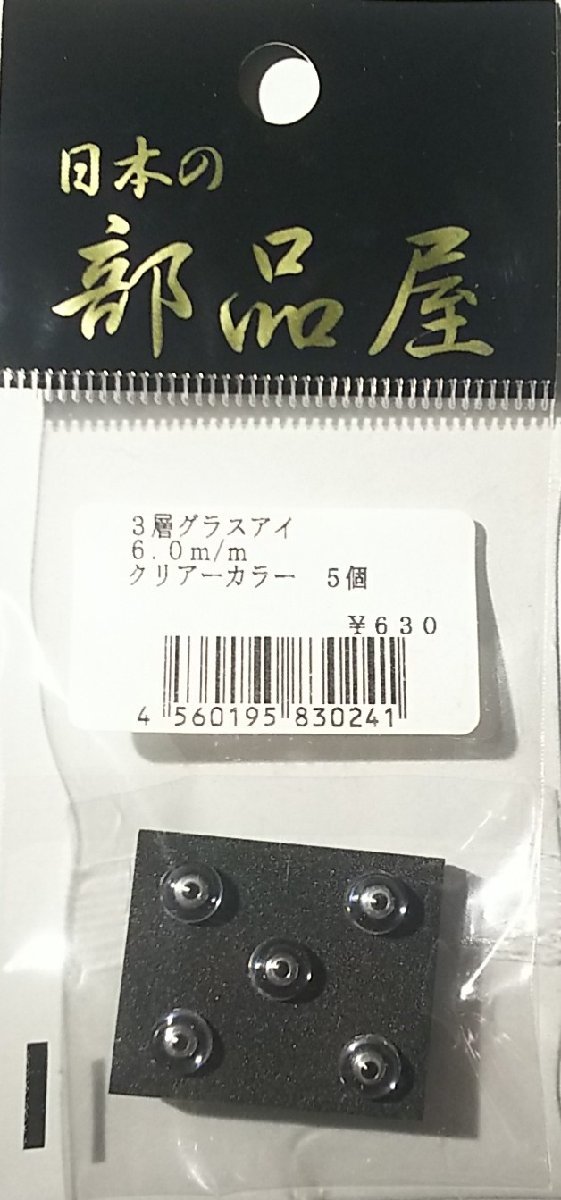 日本の
部品屋
3層グラスアイ
6.0m/m
クリアーカラー 5個
¥630
4 560195 830241